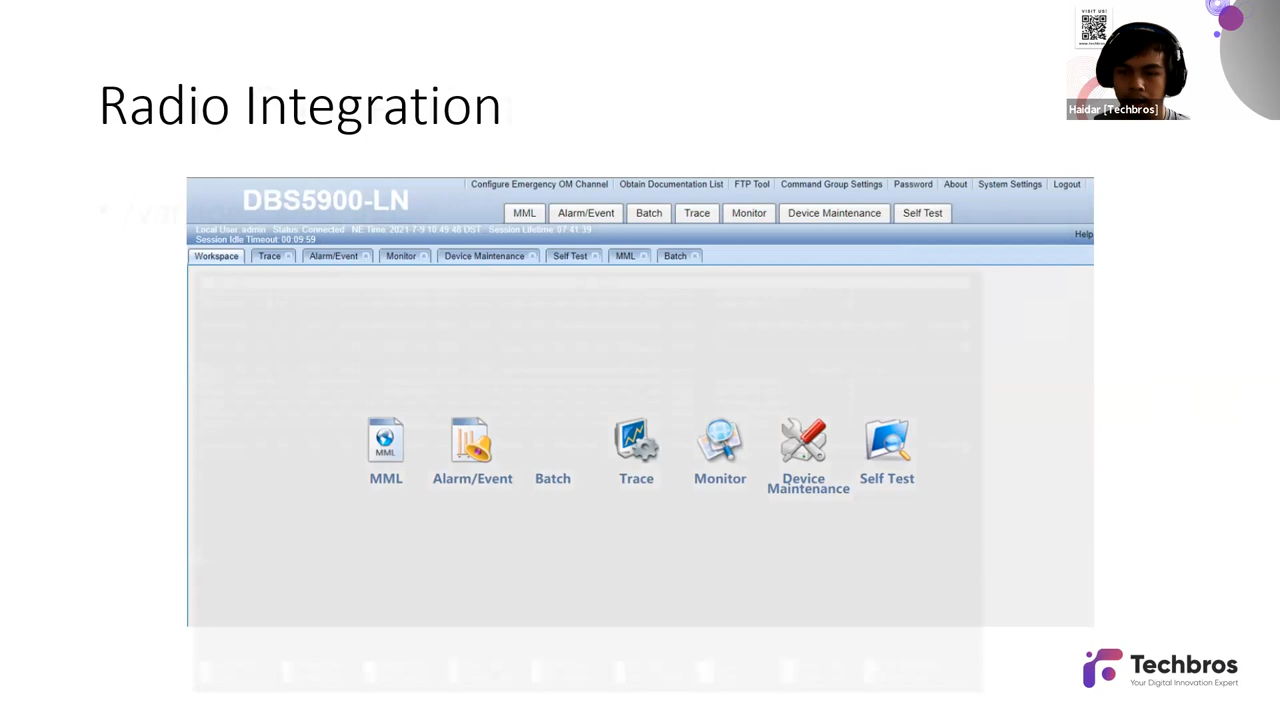 VISIT US!
Haidar [Techbros]
Radio Integration
DBS5900-LN
Configure Emergency OM Channel
Obtain Documentation List
FTP Tool
Command Group Settings
Password
About
System Settings
Logout
MML
Alarm/Event
Batch
Trace
Monitor
Device Maintenance
Self Test
Local User: admin Status: Connected NE Time: 2021-7-9 10:49:48 DST Session Lifetime: 07:41:39
Session Idle Timeout: 00:09:59
Help
Workspace
Trace
Alarm/Event
Monitor
Device Maintenance
Self Test
MML
Batch
MML
MML
Alarm/Event
Batch
Trace
Monitor
Device
Maintenance
Self Test
Techbros
Your Digital Innovation Expert